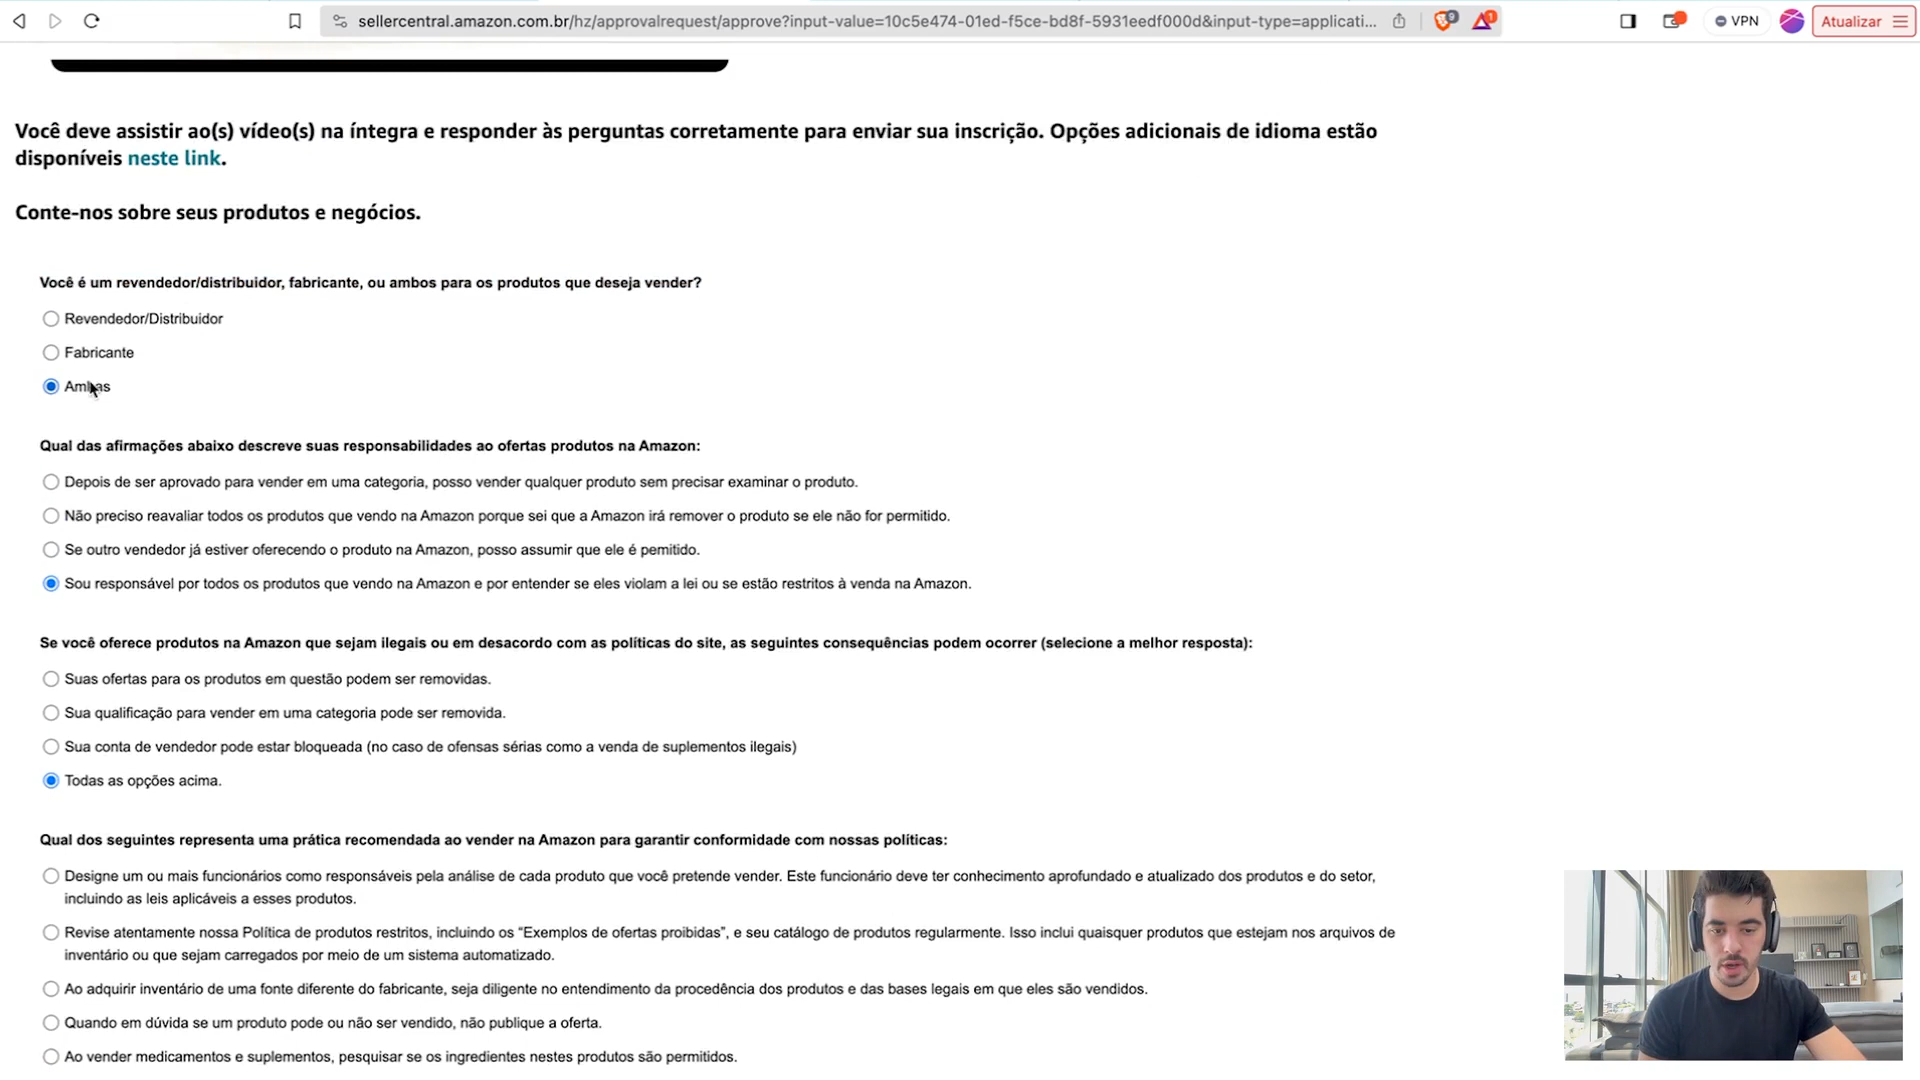 sellercentral.amazon.com.br/hz/approvalrequest/approve?input-value=10c5e474-01ed-f5ce-bd8f-5931eedf000d&input-type=applicati...
9
1
VPN
Atualizar
Você deve assistir ao(s) vídeo(s) na íntegra e responder às perguntas corretamente para enviar sua inscrição. Opções adicionais de idioma estão
disponíveis neste link.
Conte-nos sobre seus produtos e negócios.
Você é um revendedor/distribuidor, fabricante, ou ambos para os produtos que deseja vender?
Revendedor/Distribuidor
Fabricante
Ambas
Qual das afirmações abaixo descreve suas responsabilidades ao ofertas produtos na Amazon:
Depois de ser aprovado para vender em uma categoria, posso vender qualquer produto sem precisar examinar o produto.
Não preciso reavaliar todos os produtos que vendo na Amazon porque sei que a Amazon irá remover o produto se ele não for permitido.
Se outro vendedor já estiver oferecendo o produto na Amazon, posso assumir que ele é pemitido.
Sou responsável por todos os produtos que vendo na Amazon e por entender se eles violam a lei ou se estão restritos à venda na Amazon.
Se você oferece produtos na Amazon que sejam ilegais ou em desacordo com as políticas do site, as seguintes consequências podem ocorrer (selecione a melhor resposta):
Suas ofertas para os produtos em questão podem ser removidas.
Sua qualificação para vender em uma categoria pode ser removida.
Sua conta de vendedor pode estar bloqueada (no caso de ofensas sérias como a venda de suplementos ilegais)
Todas as opções acima.
Qual dos seguintes representa uma prática recomendada ao vender na Amazon para garantir conformidade com nossas políticas:
Designe um ou mais funcionários como responsáveis pela análise de cada produto que você pretende vender. Este funcionário deve ter conhecimento aprofundado e atualizado dos produtos e do setor,
incluindo as leis aplicáveis a esses produtos.
Revise atentamente nossa Política de produtos restritos, incluindo os “Exemplos de ofertas proibidas”, e seu catálogo de produtos regularmente. Isso inclui quaisquer produtos que estejam nos arquivos de
inventário ou que sejam carregados por meio de um sistema automatizado.
Ao adquirir inventário de uma fonte diferente do fabricante, seja diligente no entendimento da procedência dos produtos e das bases legais em que eles são vendidos.
Quando em dúvida se um produto pode ou não ser vendido, não publique a oferta.
Ao vender medicamentos e suplementos, pesquisar se os ingredientes nestes produtos são permitidos.